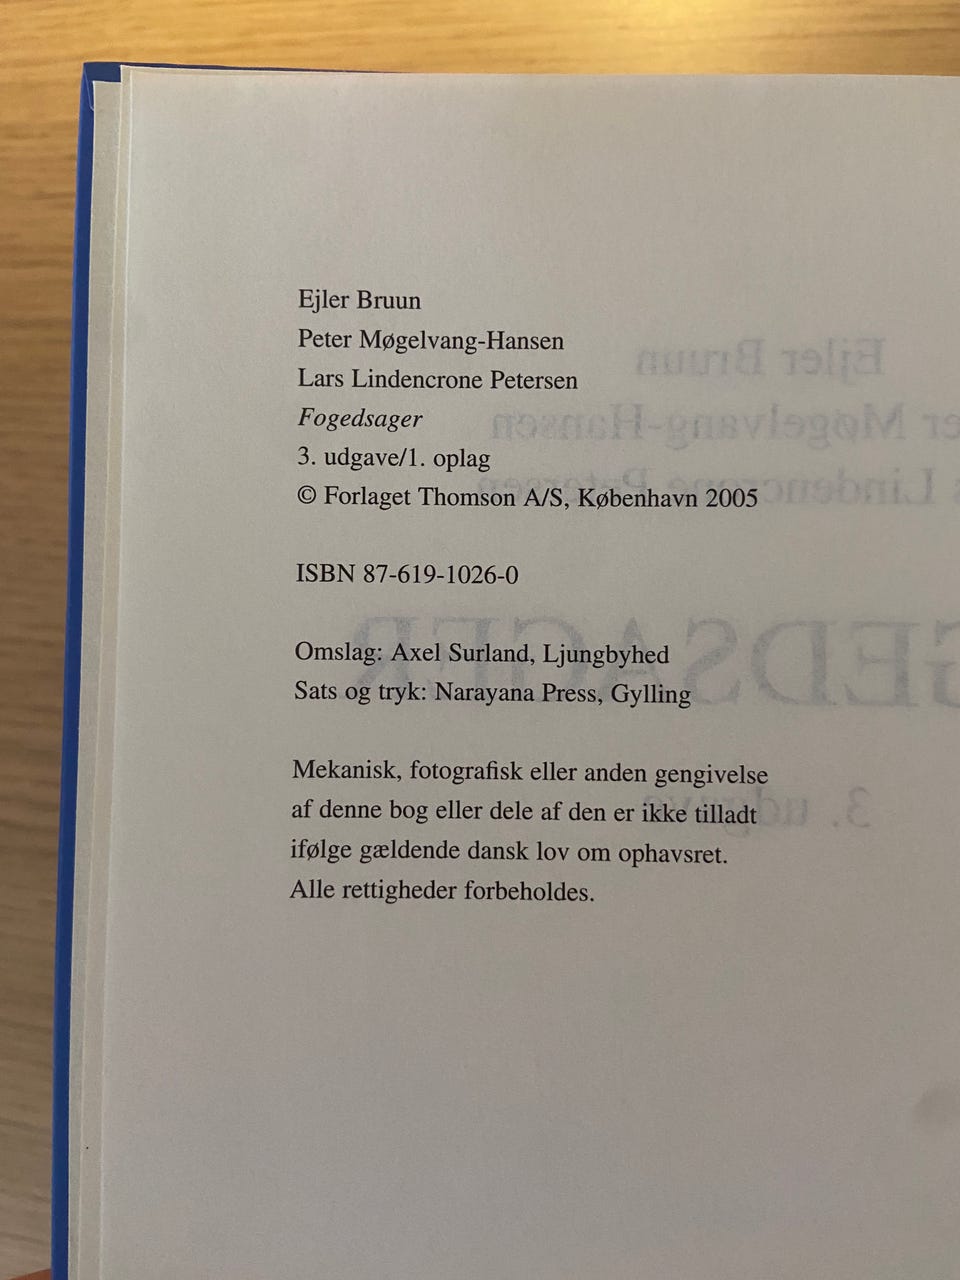 Ejler Bruun
Peter Møgelvang-Hansen
Lars Lindencrone Petersen
Fogedsager
3. udgave/1. oplag
© Forlaget Thomson A/S, København 2005
ISBN 87-619-1026-0
Omslag: Axel Surland, Ljungbyhed
Sats og tryk: Narayana Press, Gylling
Mekanisk, fotografisk eller anden gengivelse
af denne bog eller dele af den er ikke tilladt
ifølge gældende dansk lov om ophavsret.
Alle rettigheder forbeholdes.